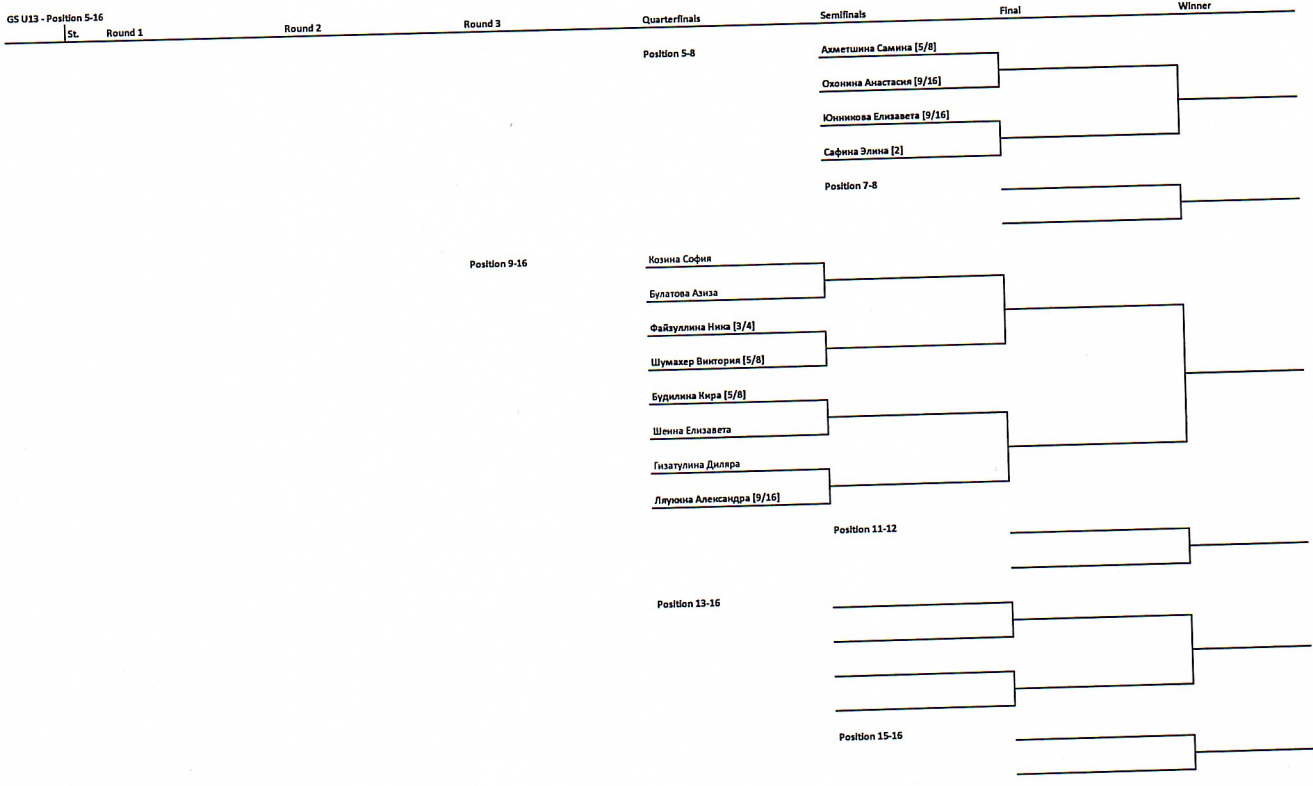 GS U13 - Position 5-16
St. Round 1 Round 2 Round 3 Quarterfinals Semifinals Final Winner
Position 5-8
Ахметшина Самина [5/8]
Охонина Анастасия [9/16]
Юнникова Елизавета [9/16]
Сафина Элина [2]
Position 7-8
Position 9-16
Козина София
Булатова Азиза
Файзуллина Ника [3/4]
Шумахер Виктория [5/8]
Будилина Кира [5/8]
Шеина Елизавета
Гизатулина Диляра
Ляукина Александра [9/16]
Position 11-12
Position 13-16
Position 15-16